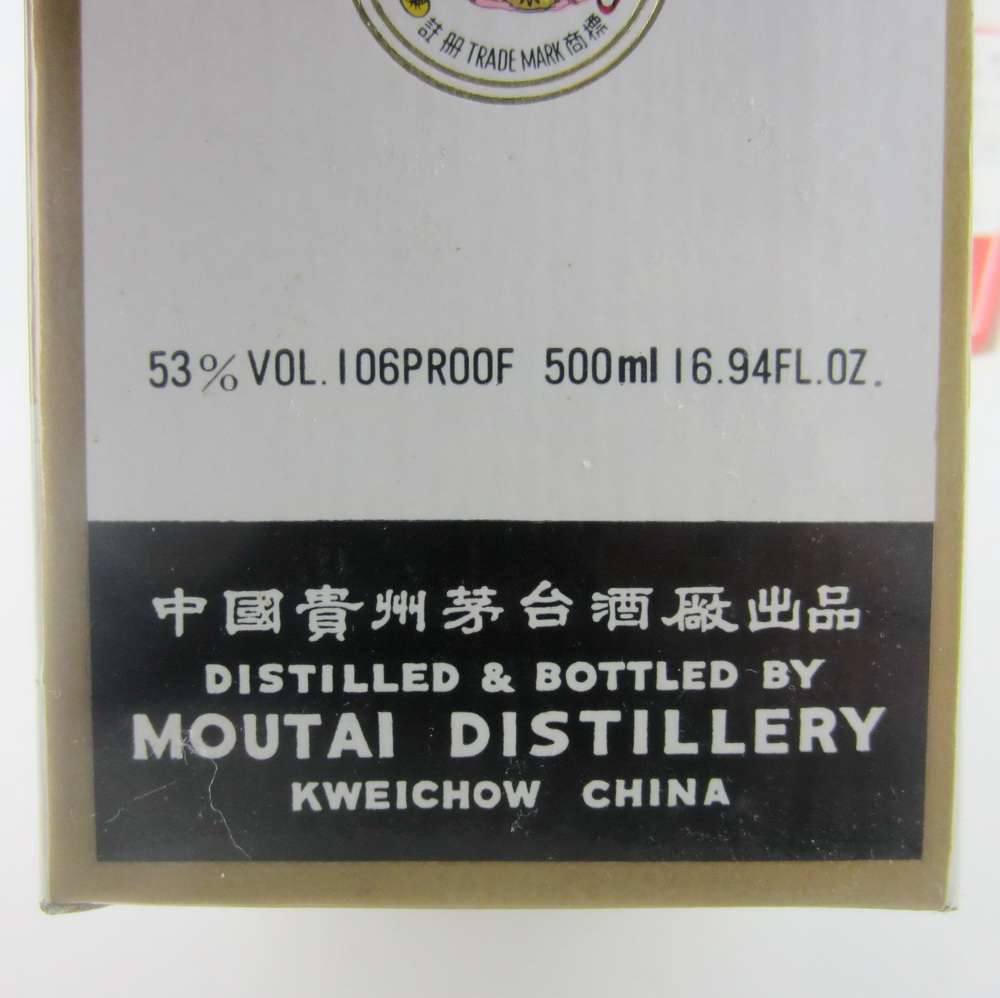 註册 TRADE MARK 商標
53% VOL. 106PROOF 500ml 16.94FL.OZ.
中國貴州茅台酒廠出品
DISTILLED & BOTTLED BY
MOUTAI DISTILLERY
KWEICHOW CHINA